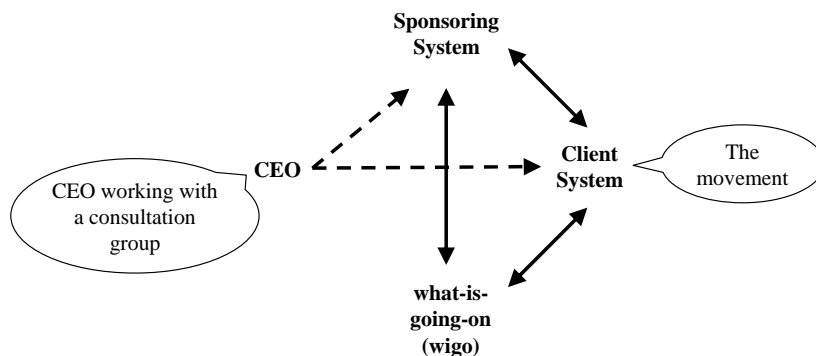 Sponsoring
System
CEO
CEO working with
a consultation
group
Client
System
The
movement
what-is-
going-on
(wigo)